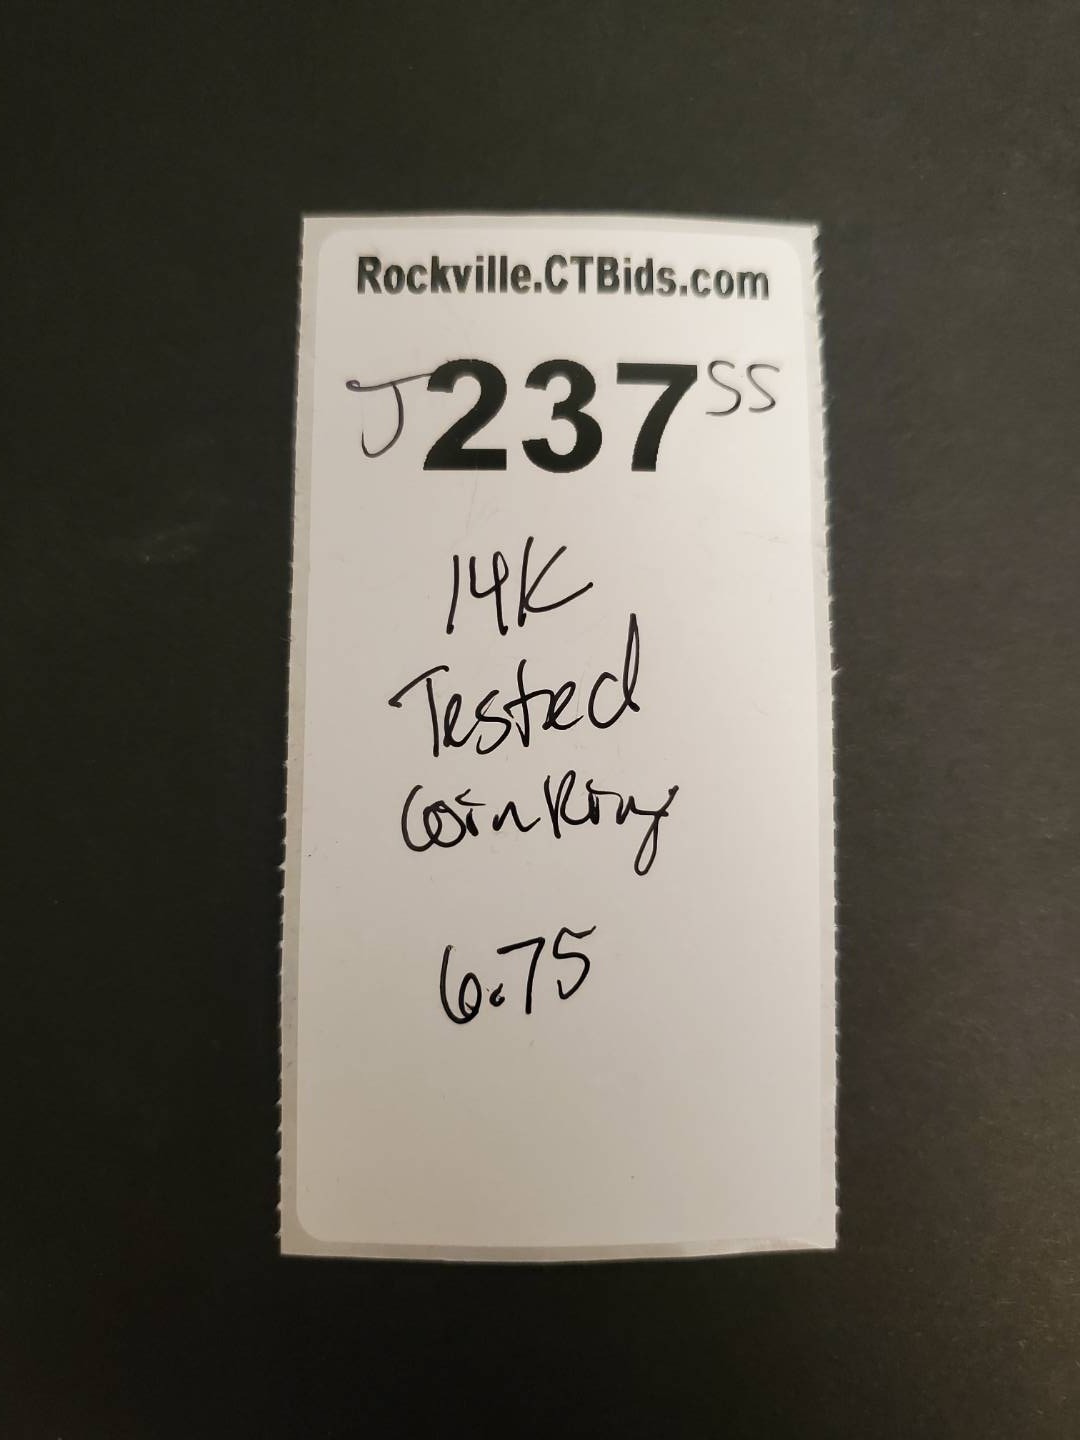 Rockville.CTBids.com
J237SS
14K
Tested
Coin Ring
6.75